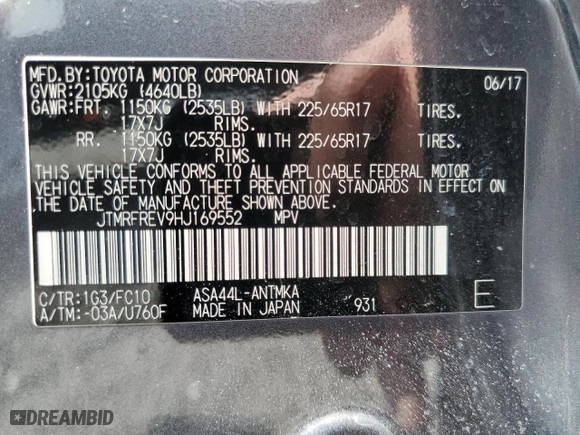 MFD.BY:TOYOTA MOTOR CORPORATION 06/17
GVWR:2105KG (4640LB)
GAWR:FRT 1150KG (2535LB) WITH 225/65R17 TIRES.
17X7J RIMS.
RR. 1150KG (2535LB) WITH 225/65R17 TIRES.
17X7J RIMS.
THIS VEHICLE CONFORMS TO ALL APPLICABLE FEDERAL MOTOR
VEHICLE SAFETY AND THEFT PREVENTION STANDARDS IN EFFECT ON
THE DATE OF MANUFACTURE SHOWN ABOVE.
JTMRFREV9HJ169552 MPV
C/TR:1G3/FC10 ASA44L-ANTMKA
A/TM:-03A/U760F MADE IN JAPAN 931 E
DREAMBID